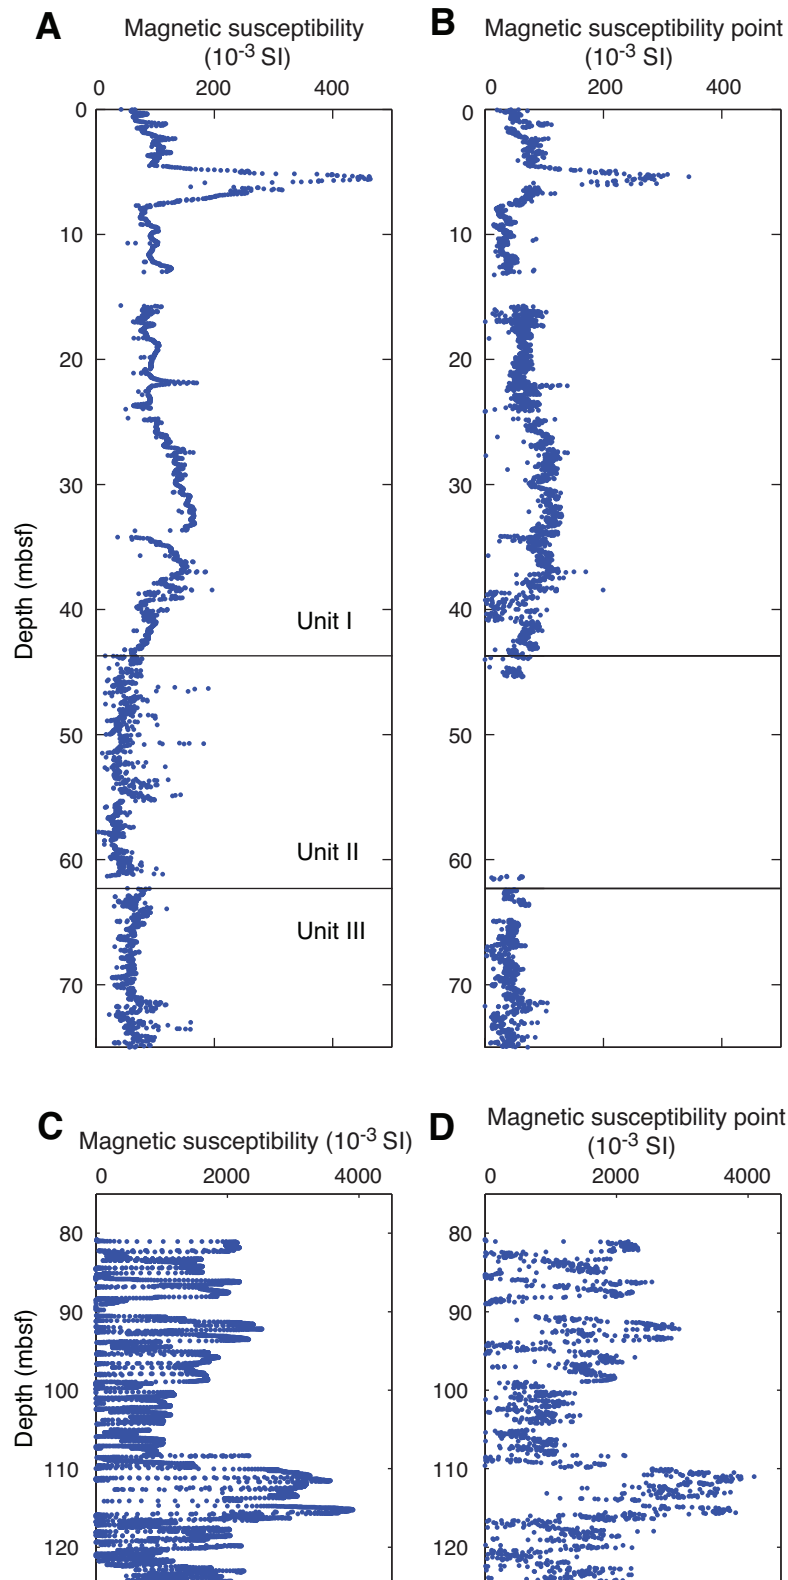 A
Magnetic susceptibility
(10-3 SI)
0 200 400
0
10
20
30
40
50
60
70
Depth (mbsf)
Unit I
Unit II
Unit III
B
Magnetic susceptibility point
(10-3 SI)
0 200 400
0
10
20
30
40
50
60
70
C
Magnetic susceptibility (10-3 SI)
0 2000 4000
80
90
100
110
120
Depth (mbsf)
D
Magnetic susceptibility point
(10-3 SI)
0 2000 4000
80
90
100
110
120